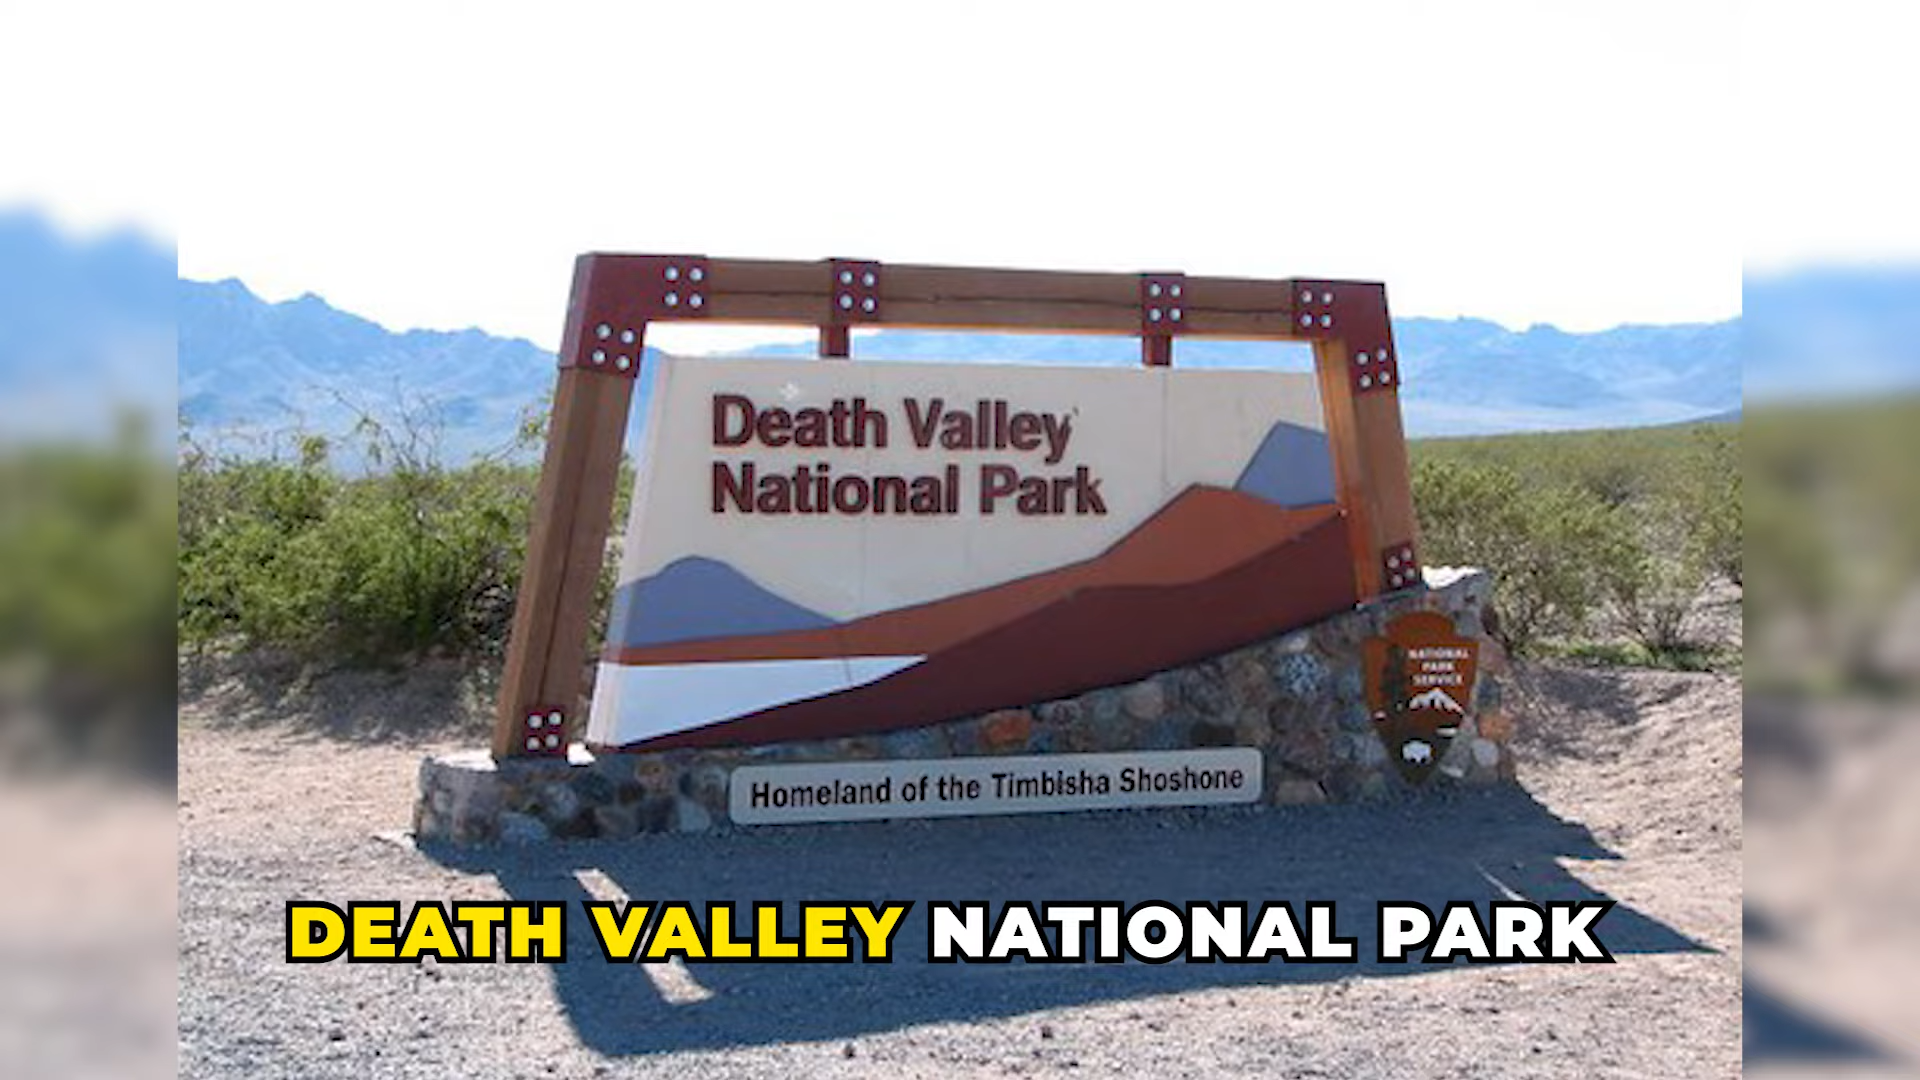 Death Valley
National Park
NATIONAL
PARK
SERVICE
Homeland of the Timbisha Shoshone
DEATH VALLEY NATIONAL PARK